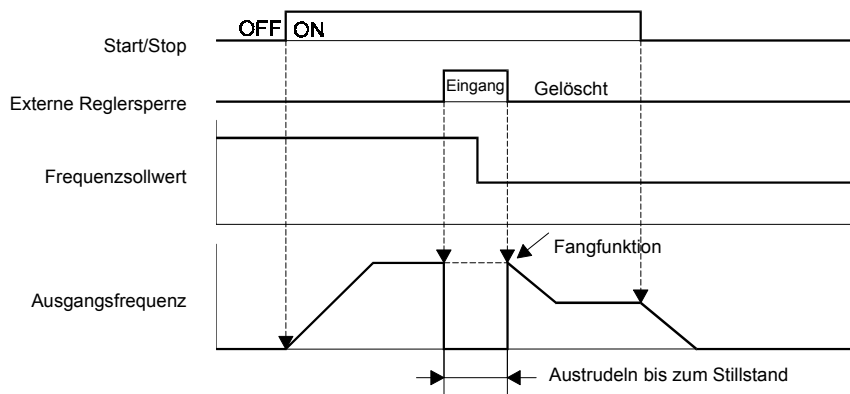 OFF ON
Start/Stop
Eingang
Gelöscht
Externe Reglersperre
Frequenzsollwert
Fangfunktion
Ausgangsfrequenz
Austrudeln bis zum Stillstand